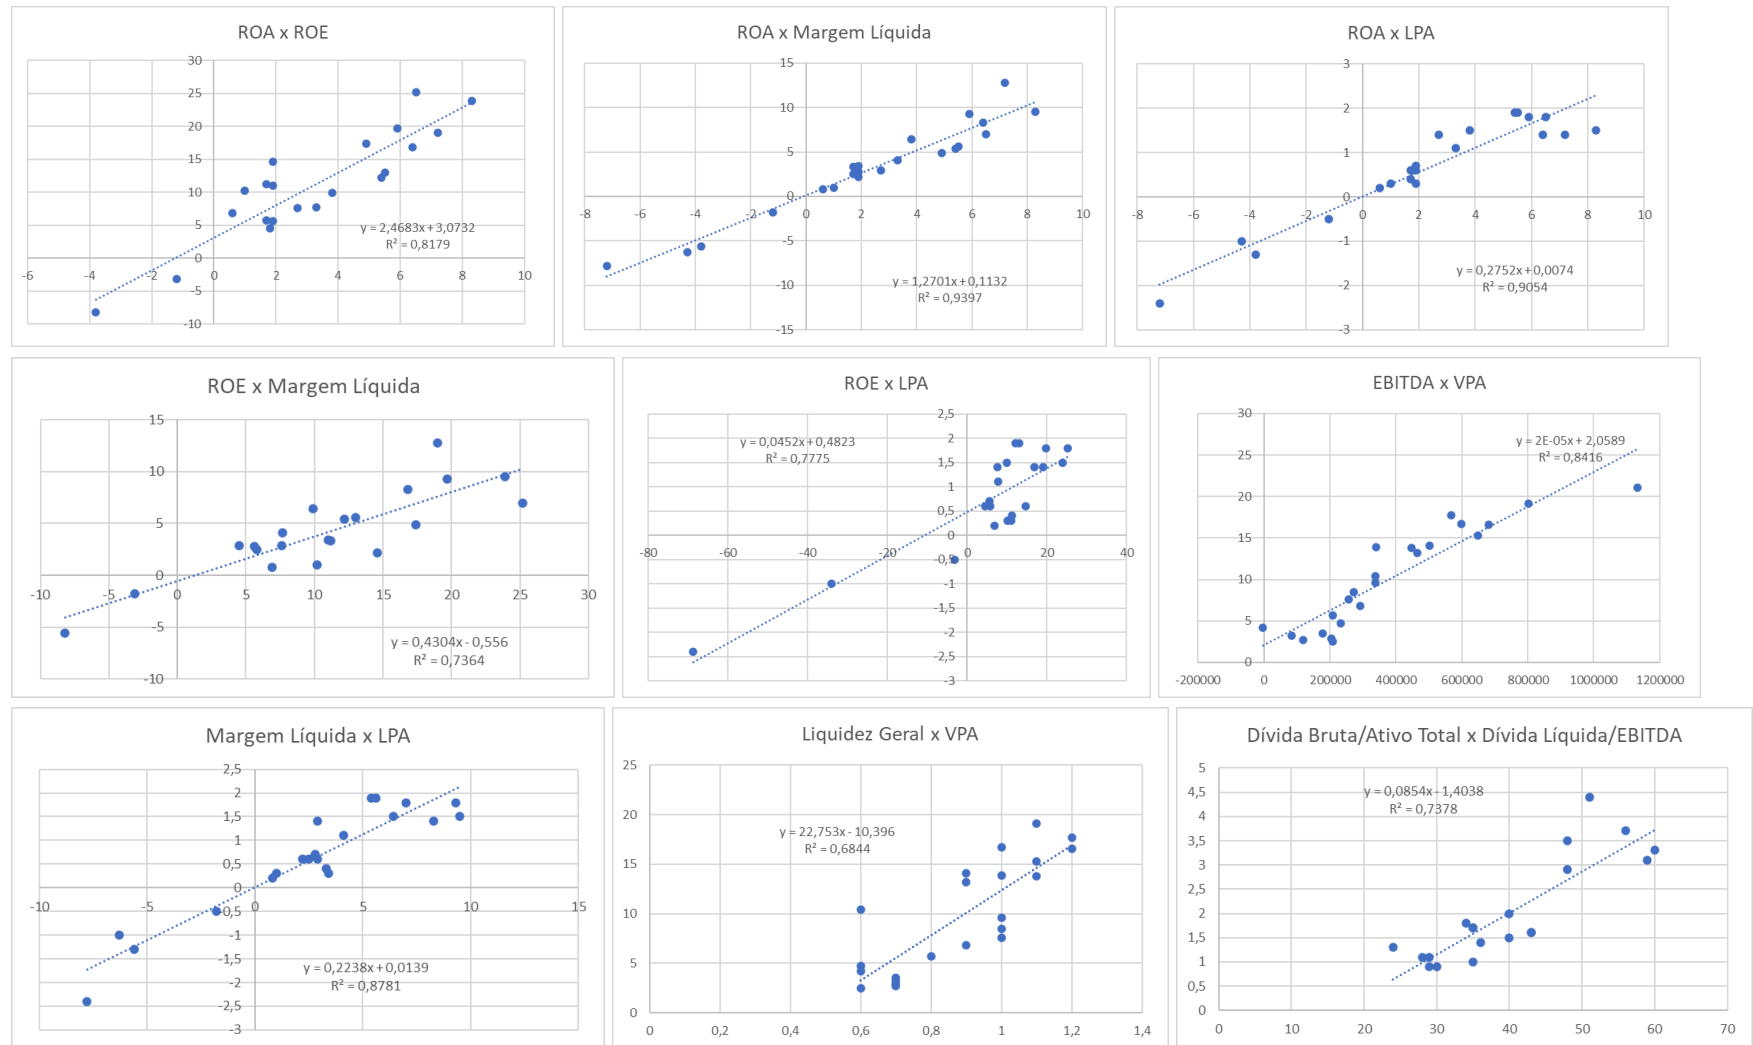 ROA x ROE
30
25
20
15
10
5
0
-5
-10
-6 -4 -2 0 2 4 6 8 10
y = 2,4683x + 3,0732
R² = 0,8179
ROA x Margem Líquida
15
10
5
0
-5
-10
-15
-8 -6 -4 -2 0 2 4 6 8 10
y = 1,2701x + 0,1132
R² = 0,9397
ROA x LPA
3
2
1
0
-1
-2
-3
-8 -6 -4 -2 0 2 4 6 8 10
y = 0,2752x + 0,0074
R² = 0,9054
ROE x Margem Líquida
15
10
5
0
-5
-10
-10 -5 0 5 10 15 20 25 30
y = 0,4304x - 0,556
R² = 0,7364
ROE x LPA
2,5
2
1,5
1
0,5
0
-0,5
-1
-1,5
-2
-2,5
-3
-80 -60 -40 -20 0 20 40
y = 0,0452x + 0,4823
R² = 0,7775
EBITDA x VPA
30
25
20
15
10
5
0
-200000 0 200000 400000 600000 800000 1000000 1200000
y = 2E-05x + 2,0589
R² = 0,8416
Margem Líquida x LPA
2,5
2
1,5
1
0,5
0
-0,5
-1
-1,5
-2
-2,5
-3
-10 -5 0 5 10 15
y = 0,2238x + 0,0139
R² = 0,8781
Liquidez Geral x VPA
25
20
15
10
5
0
0 0,2 0,4 0,6 0,8 1 1,2 1,4
y = 22,753x - 10,396
R² = 0,6844
Dívida Bruta/Ativo Total x Dívida Líquida/EBITDA
5
4,5
4
3,5
3
2,5
2
1,5
1
0,5
0
0 10 20 30 40 50 60 70
y = 0,0854x - 1,4038
R² = 0,7378